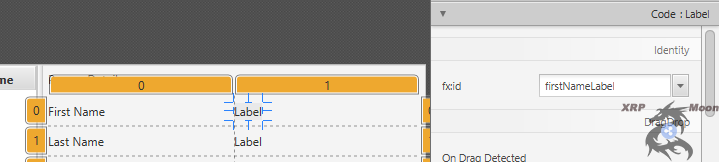 Code : Label
Identity
me
0
1
fx:id
firstNameLabel
0
First Name
Label
XRP Moon
DragDrop
1
Last Name
Label
On Drag Detected